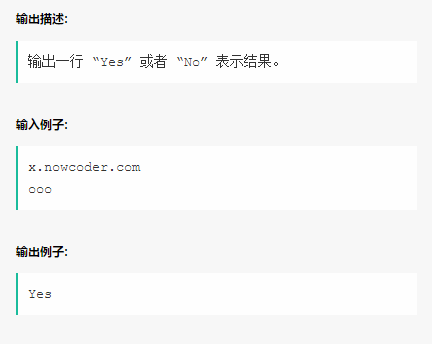 输出描述:
输出一行 “Yes” 或者 “No” 表示结果。
输入例子:
x.nowcoder.com
ooo
输出例子:
Yes